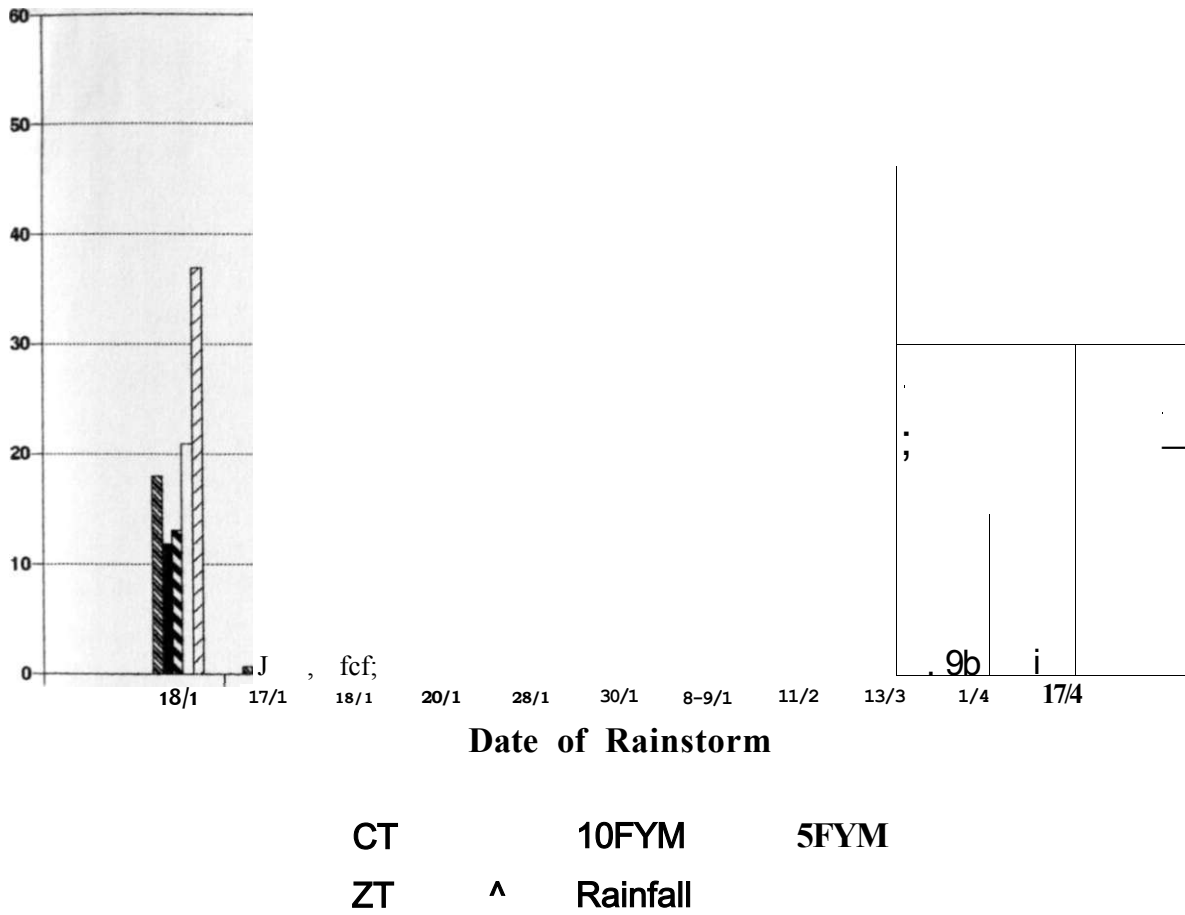 60
50
40
30
20
10
0
J , fcf;
;
. 9b i
18/1 17/1 18/1 20/1 28/1 30/1 8-9/1 11/2 13/3 1/4 17/4
Date of Rainstorm
CT 10FYM 5FYM
ZT ^ Rainfall